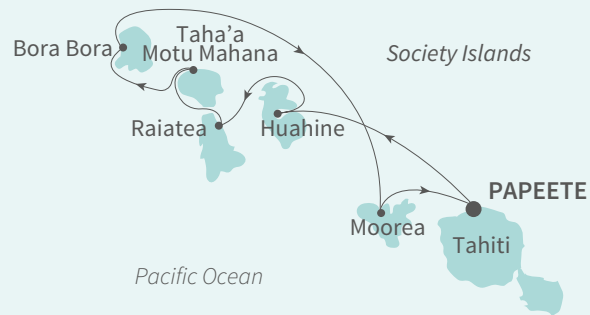 Taha’a
Motu Mahana
Bora Bora
Society Islands
Raiatea
Huahine
PAPEETE
Moorea
Tahiti
Pacific Ocean